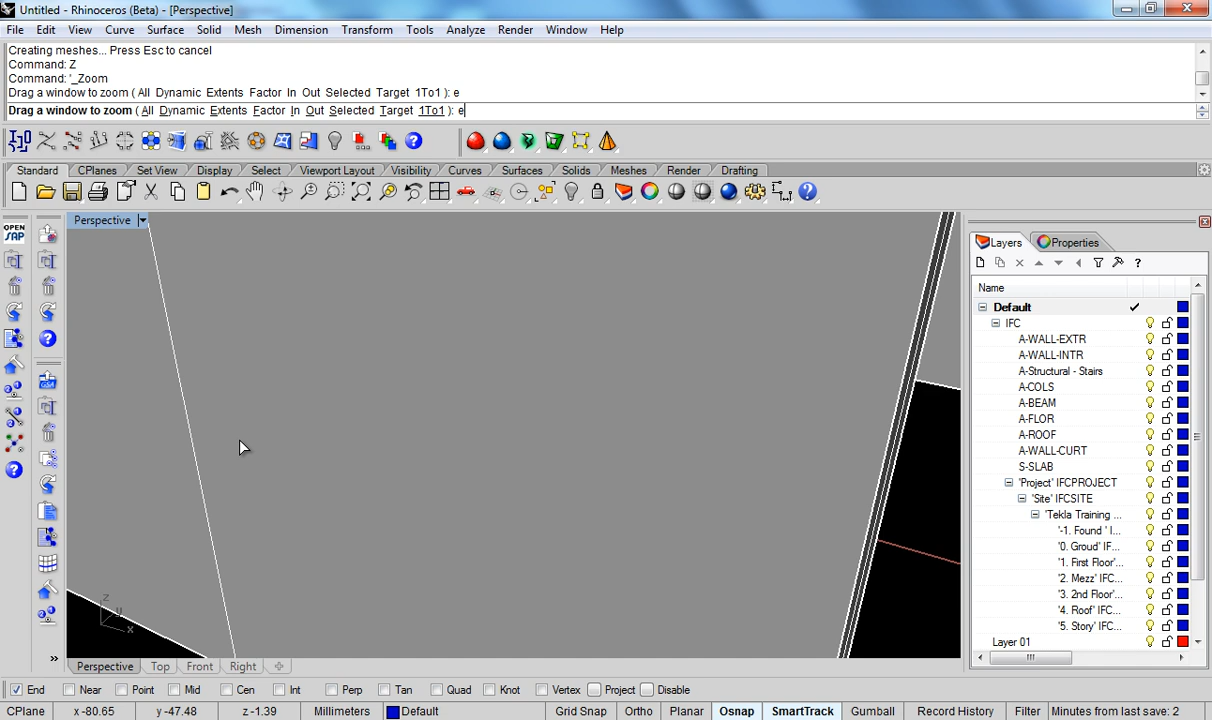 Untitled - Rhinoceros (Beta) - [Perspective]
File Edit View Curve Surface Solid Mesh Dimension Transform Tools Analyze Render Window Help
Creating meshes... Press Esc to cancel
Command: Z
Command: '_Zoom
Drag a window to zoom ( All Dynamic Extents Factor In Out Selected Target 1To1 ): e
Drag a window to zoom ( All Dynamic Extents Factor In Out Selected Target 1To1 ): e
Standard CPlanes Set View Display Select Viewport Layout Visibility Curves Surfaces Solids Meshes Render Drafting
OPEN SAP
GSA
Perspective
z
y
x
Layers Properties
Name
Default
IFC
A-WALL-EXTR
A-WALL-INTR
A-Structural - Stairs
A-COLS
A-BEAM
A-FLOR
A-ROOF
A-WALL-CURT
S-SLAB
'Project' IFCPROJECT
'Site' IFCSITE
'Tekla Training ...
'-1. Found ' I...
'0. Groud' IF...
'1. First Floor'...
'2. Mezz' IFC...
'3. 2nd Floor'...
'4. Roof' IFC...
'5. Story' IFC...
Layer 01
Perspective Top Front Right
End Near Point Mid Cen Int Perp Tan Quad Knot Vertex Project Disable
CPlane x -80.65 y -47.48 z -1.39 Millimeters Default Grid Snap Ortho Planar Osnap SmartTrack Gumball Record History Filter Minutes from last save: 2